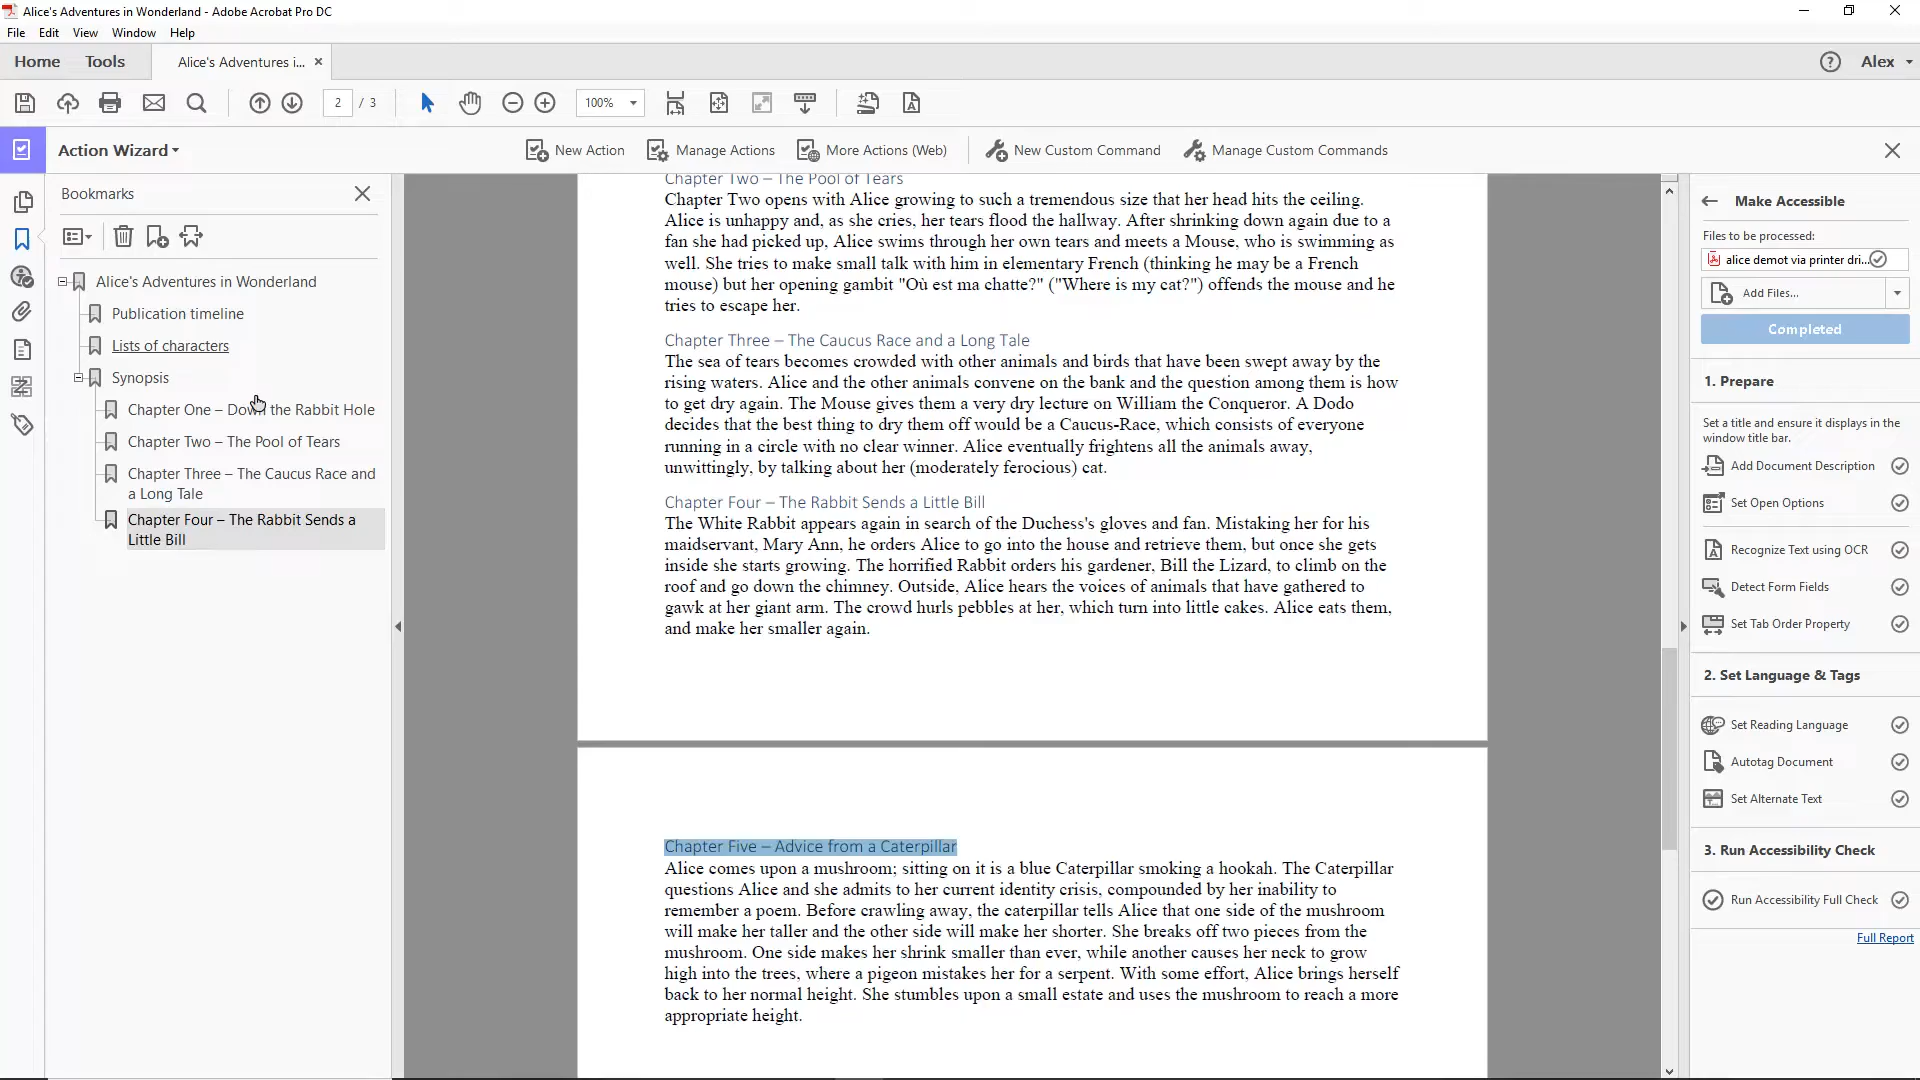 Alice's Adventures in Wonderland - Adobe Acrobat Pro DC
File Edit View Window Help
Home Tools Alice's Adventures i... ×
Alex
2 / 3
100%
Action Wizard
New Action Manage Actions More Actions (Web) New Custom Command Manage Custom Commands
Bookmarks
Alice's Adventures in Wonderland
Publication timeline
Lists of characters
Synopsis
Chapter One – Down the Rabbit Hole
Chapter Two – The Pool of Tears
Chapter Three – The Caucus Race and
a Long Tale
Chapter Four – The Rabbit Sends a
Little Bill
Chapter Two – The Pool of Tears
Chapter Two opens with Alice growing to such a tremendous size that her head hits the ceiling.
Alice is unhappy and, as she cries, her tears flood the hallway. After shrinking down again due to a
fan she had picked up, Alice swims through her own tears and meets a Mouse, who is swimming as
well. She tries to make small talk with him in elementary French (thinking he may be a French
mouse) but her opening gambit "Où est ma chatte?" ("Where is my cat?") offends the mouse and he
tries to escape her.
Chapter Three – The Caucus Race and a Long Tale
The sea of tears becomes crowded with other animals and birds that have been swept away by the
rising waters. Alice and the other animals convene on the bank and the question among them is how
to get dry again. The Mouse gives them a very dry lecture on William the Conqueror. A Dodo
decides that the best thing to dry them off would be a Caucus-Race, which consists of everyone
running in a circle with no clear winner. Alice eventually frightens all the animals away,
unwittingly, by talking about her (moderately ferocious) cat.
Chapter Four – The Rabbit Sends a Little Bill
The White Rabbit appears again in search of the Duchess's gloves and fan. Mistaking her for his
maidservant, Mary Ann, he orders Alice to go into the house and retrieve them, but once she gets
inside she starts growing. The horrified Rabbit orders his gardener, Bill the Lizard, to climb on the
roof and go down the chimney. Outside, Alice hears the voices of animals that have gathered to
gawk at her giant arm. The crowd hurls pebbles at her, which turn into little cakes. Alice eats them,
and make her smaller again.
Chapter Five – Advice from a Caterpillar
Alice comes upon a mushroom; sitting on it is a blue Caterpillar smoking a hookah. The Caterpillar
questions Alice and she admits to her current identity crisis, compounded by her inability to
remember a poem. Before crawling away, the caterpillar tells Alice that one side of the mushroom
will make her taller and the other side will make her shorter. She breaks off two pieces from the
mushroom. One side makes her shrink smaller than ever, while another causes her neck to grow
high into the trees, where a pigeon mistakes her for a serpent. With some effort, Alice brings herself
back to her normal height. She stumbles upon a small estate and uses the mushroom to reach a more
appropriate height.
Make Accessible
Files to be processed:
alice demot via printer dri...
Add Files...
Completed
1. Prepare
Set a title and ensure it displays in the
window title bar.
Add Document Description
Set Open Options
Recognize Text using OCR
Detect Form Fields
Set Tab Order Property
2. Set Language & Tags
Set Reading Language
Autotag Document
Set Alternate Text
3. Run Accessibility Check
Run Accessibility Full Check
Full Report